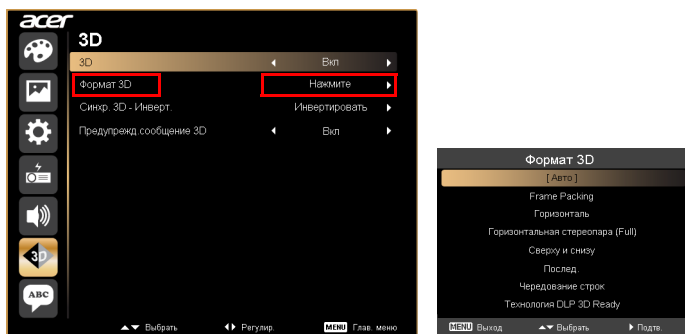 acer
3D
3D Вкл
Формат 3D Нажмите
Синхр. 3D - Инверт. Инвертировать
Предупрежд.сообщение 3D Вкл
3D
ABC
Выбрать Регулир. MENU Глав. меню
Формат 3D
[ Авто ]
Frame Packing
Горизонталь
Горизонтальная стереопара (Full)
Сверху и снизу
Послед.
Чередование строк
Технология DLP 3D Ready
MENU Выход Выбрать Подтв.